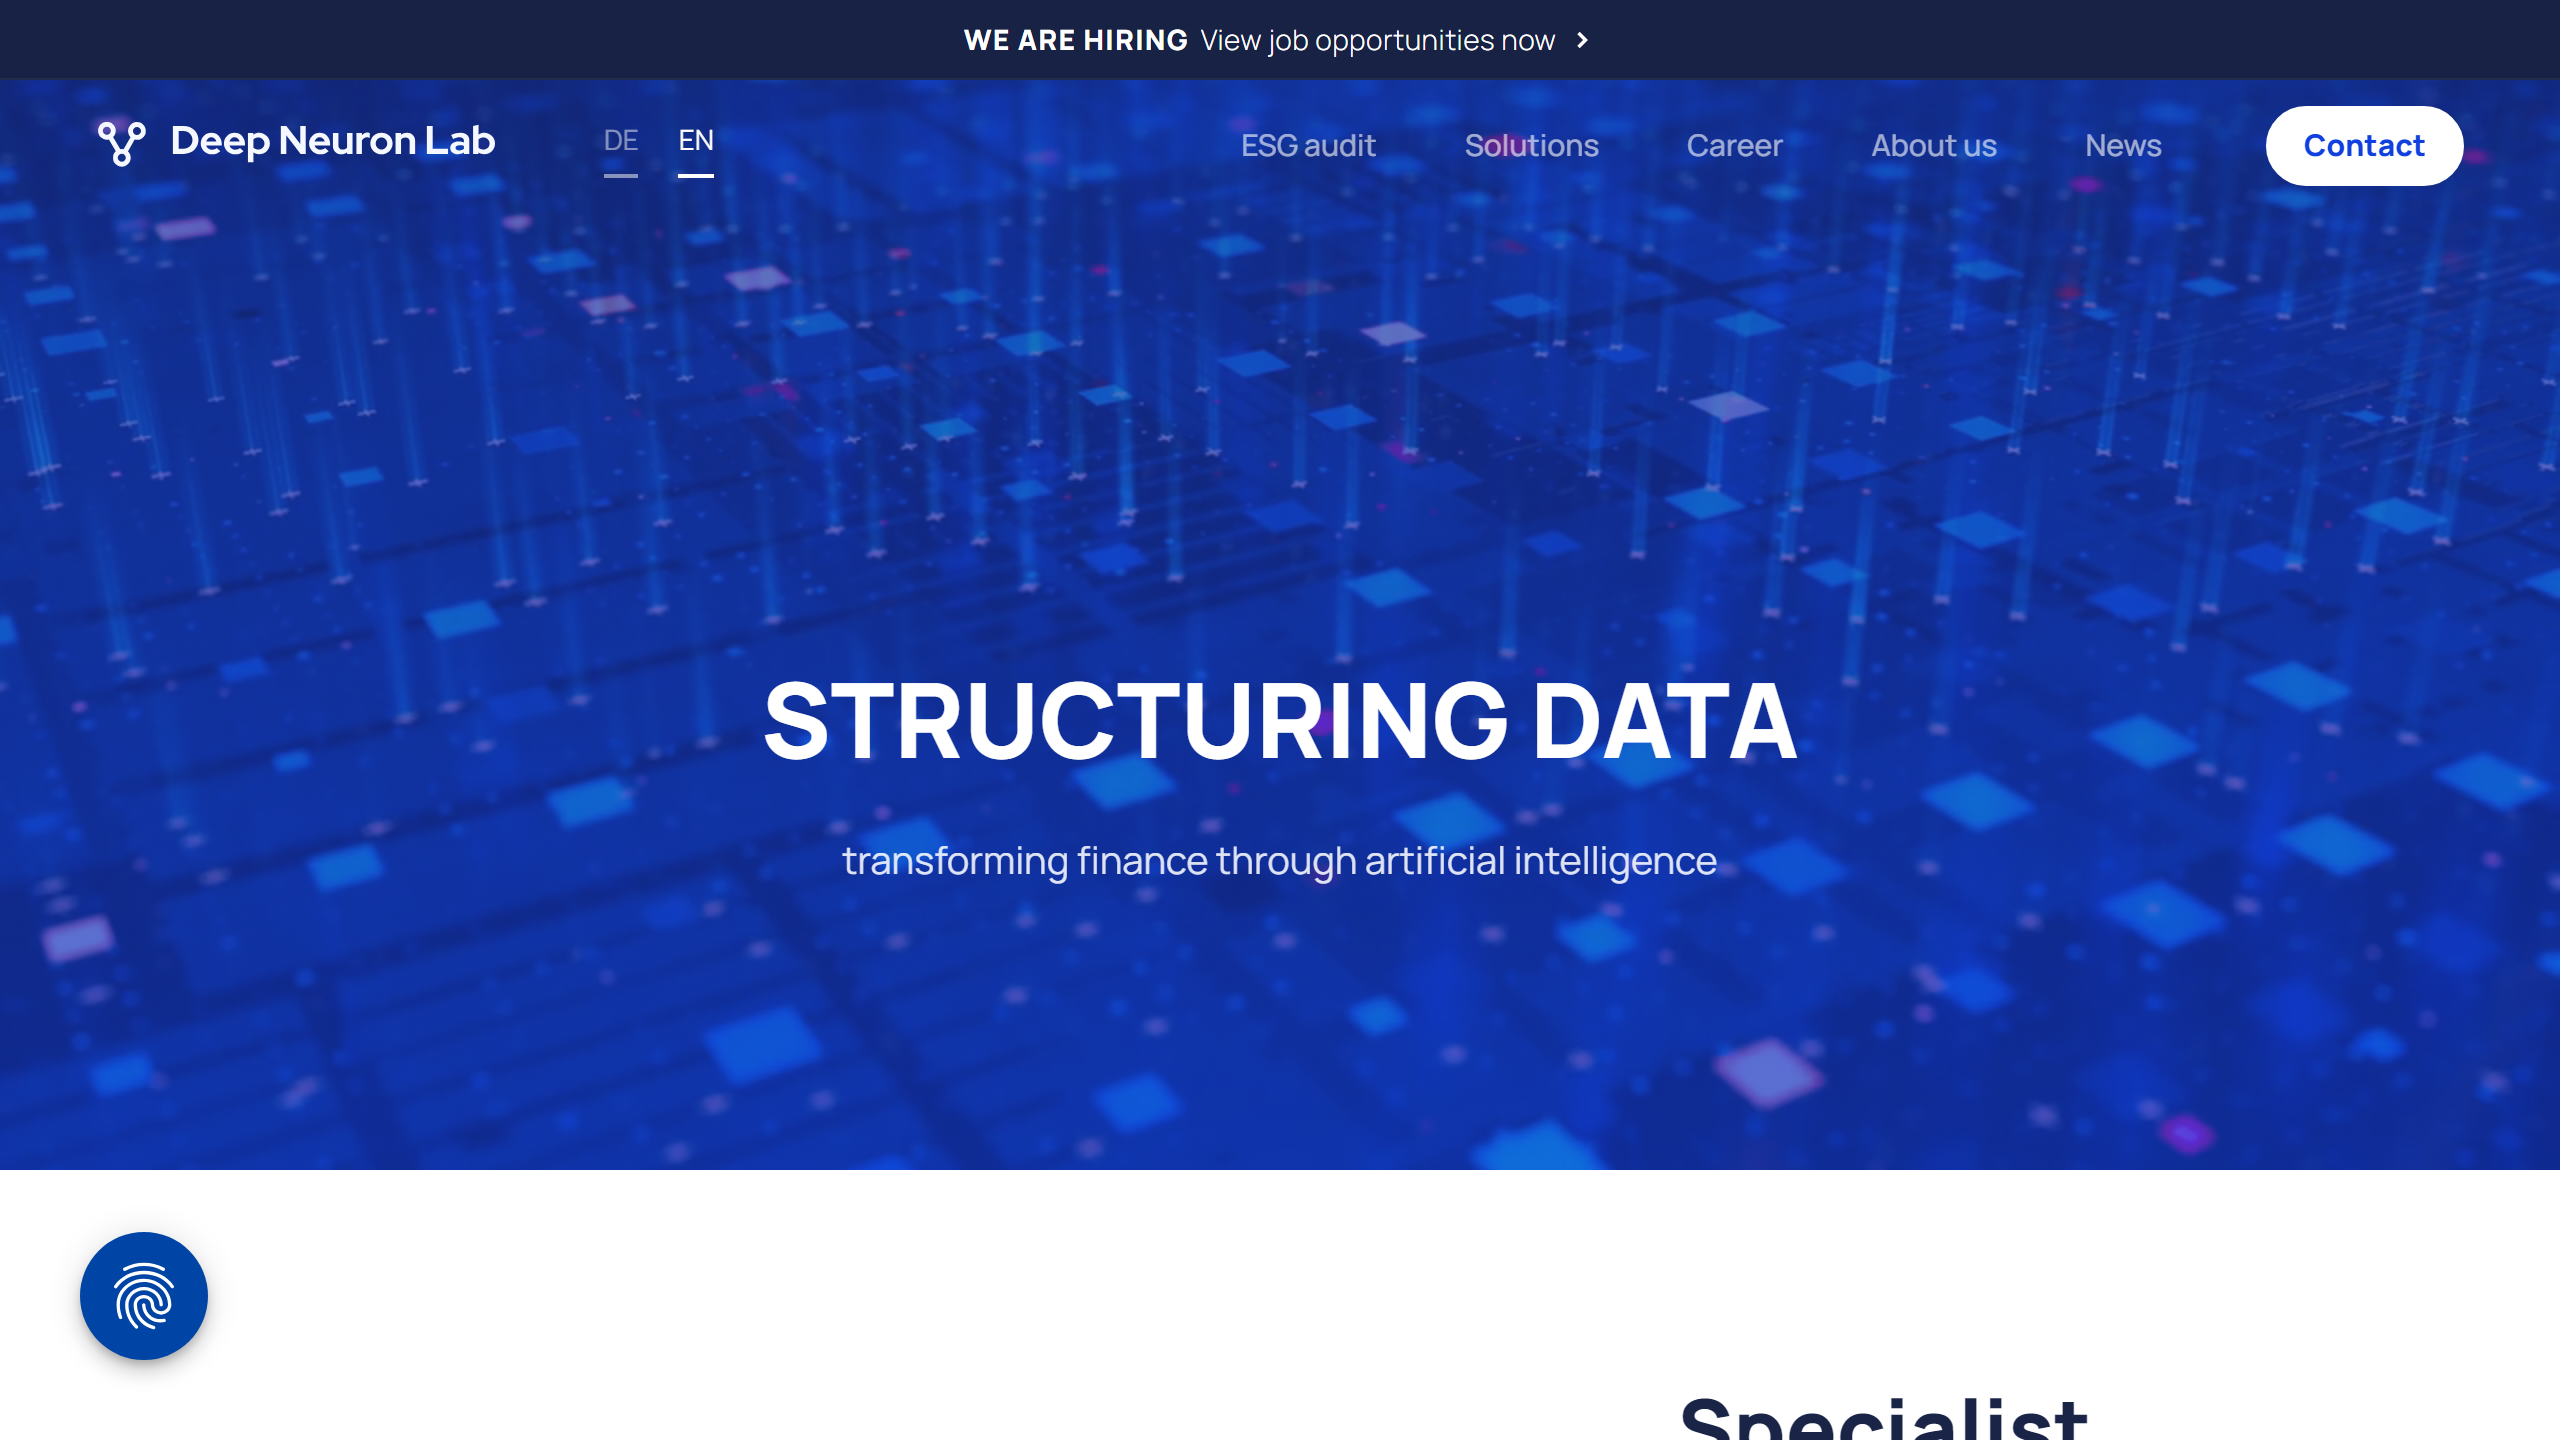 WE ARE HIRING View job opportunities now
Deep Neuron Lab DE EN ESG audit Solutions Career About us News Contact
STRUCTURING DATA
transforming finance through artificial intelligence
Specialist